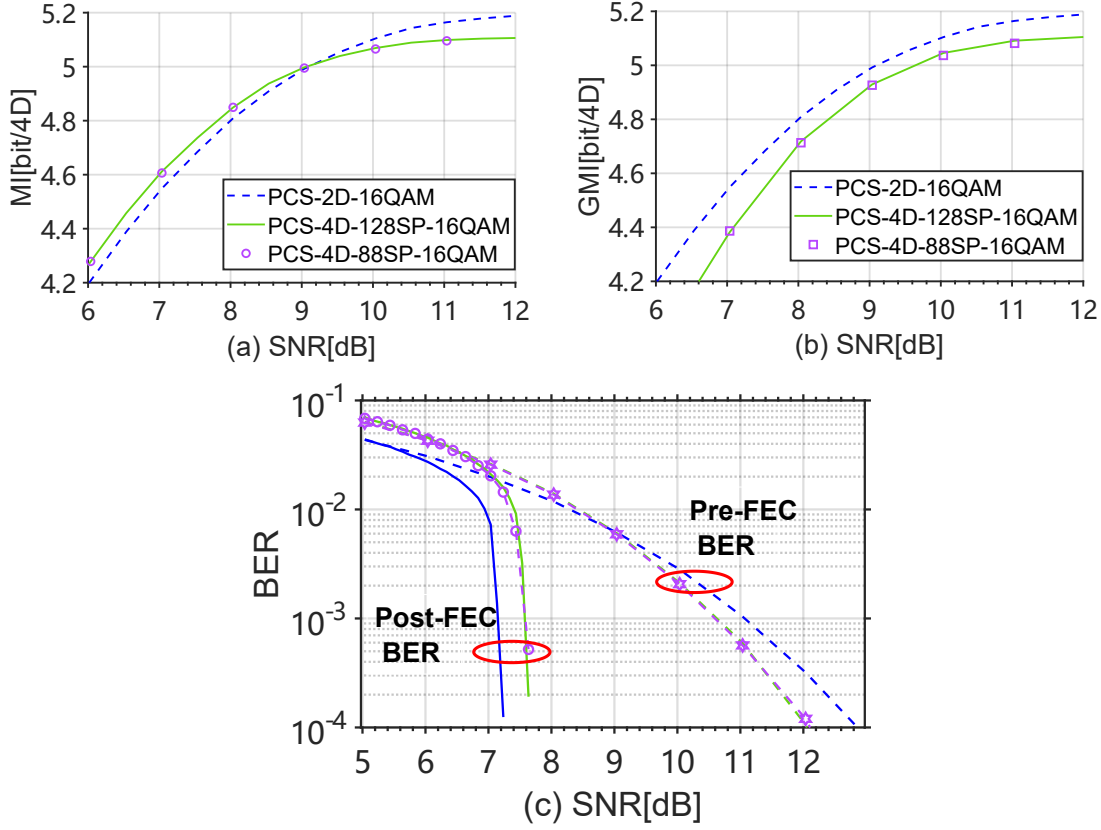 5.2
5
4.8
4.6
4.4
4.2
MI[bit/4D]
PCS-2D-16QAM
PCS-4D-128SP-16QAM
PCS-4D-88SP-16QAM
6 7 8 9 10 11 12
(a) SNR[dB]
5.2
5
4.8
4.6
4.4
4.2
GMI[bit/4D]
PCS-2D-16QAM
PCS-4D-128SP-16QAM
PCS-4D-88SP-16QAM
6 7 8 9 10 11 12
(b) SNR[dB]
10-1
10-2
10-3
10-4
BER
Pre-FEC
BER
Post-FEC
BER
5 6 7 8 9 10 11 12
(c) SNR[dB]